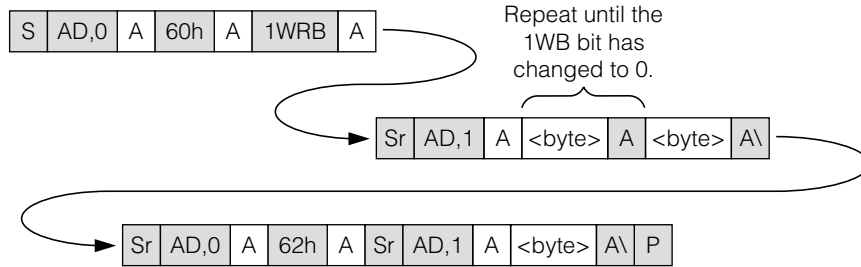 Repeat until the
1WB bit has
changed to 0.
S AD,0 A 60h A 1WRB A
Sr AD,1 A <byte> A <byte> A\
Sr AD,0 A 62h A Sr AD,1 A <byte> A\ P